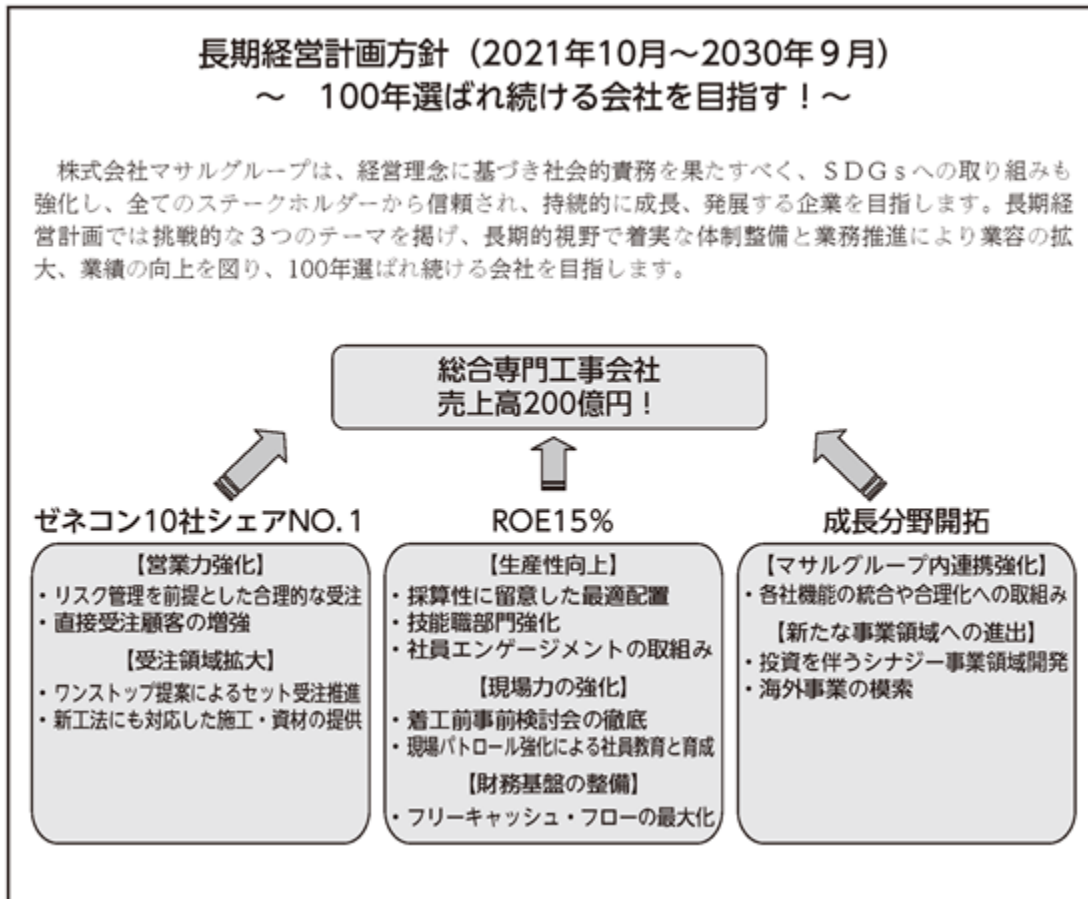 長期経営計画方針（2021年10月～2030年９月）
～　100年選ばれ続ける会社を目指す！～
株式会社マサルグループは、経営理念に基づき社会的責務を果たすべく、ＳＤＧｓへの取り組みも
強化し、全てのステークホルダーから信頼され、持続的に成長、発展する企業を目指します。長期経
営計画では挑戦的な３つのテーマを掲げ、長期的視野で着実な体制整備と業務推進により業容の拡
大、業績の向上を図り、100年選ばれ続ける会社を目指します。
総合専門工事会社
売上高200億円！
ゼネコン10社シェアNO.１
【営業力強化】
・リスク管理を前提とした合理的な受注
・直接受注顧客の増強
【受注領域拡大】
・ワンストップ提案によるセット受注推進
・新工法にも対応した施工・資材の提供
ROE15％
【生産性向上】
・採算性に留意した最適配置
・技能職部門強化
・社員エンゲージメントの取組み
【現場力の強化】
・着工前事前検討会の徹底
・現場パトロール強化による社員教育と育成
【財務基盤の整備】
・フリーキャッシュ・フローの最大化
成長分野開拓
【マサルグループ内連携強化】
・各社機能の統合や合理化への取組み
【新たな事業領域への進出】
・投資を伴うシナジー事業領域開発
・海外事業の模索